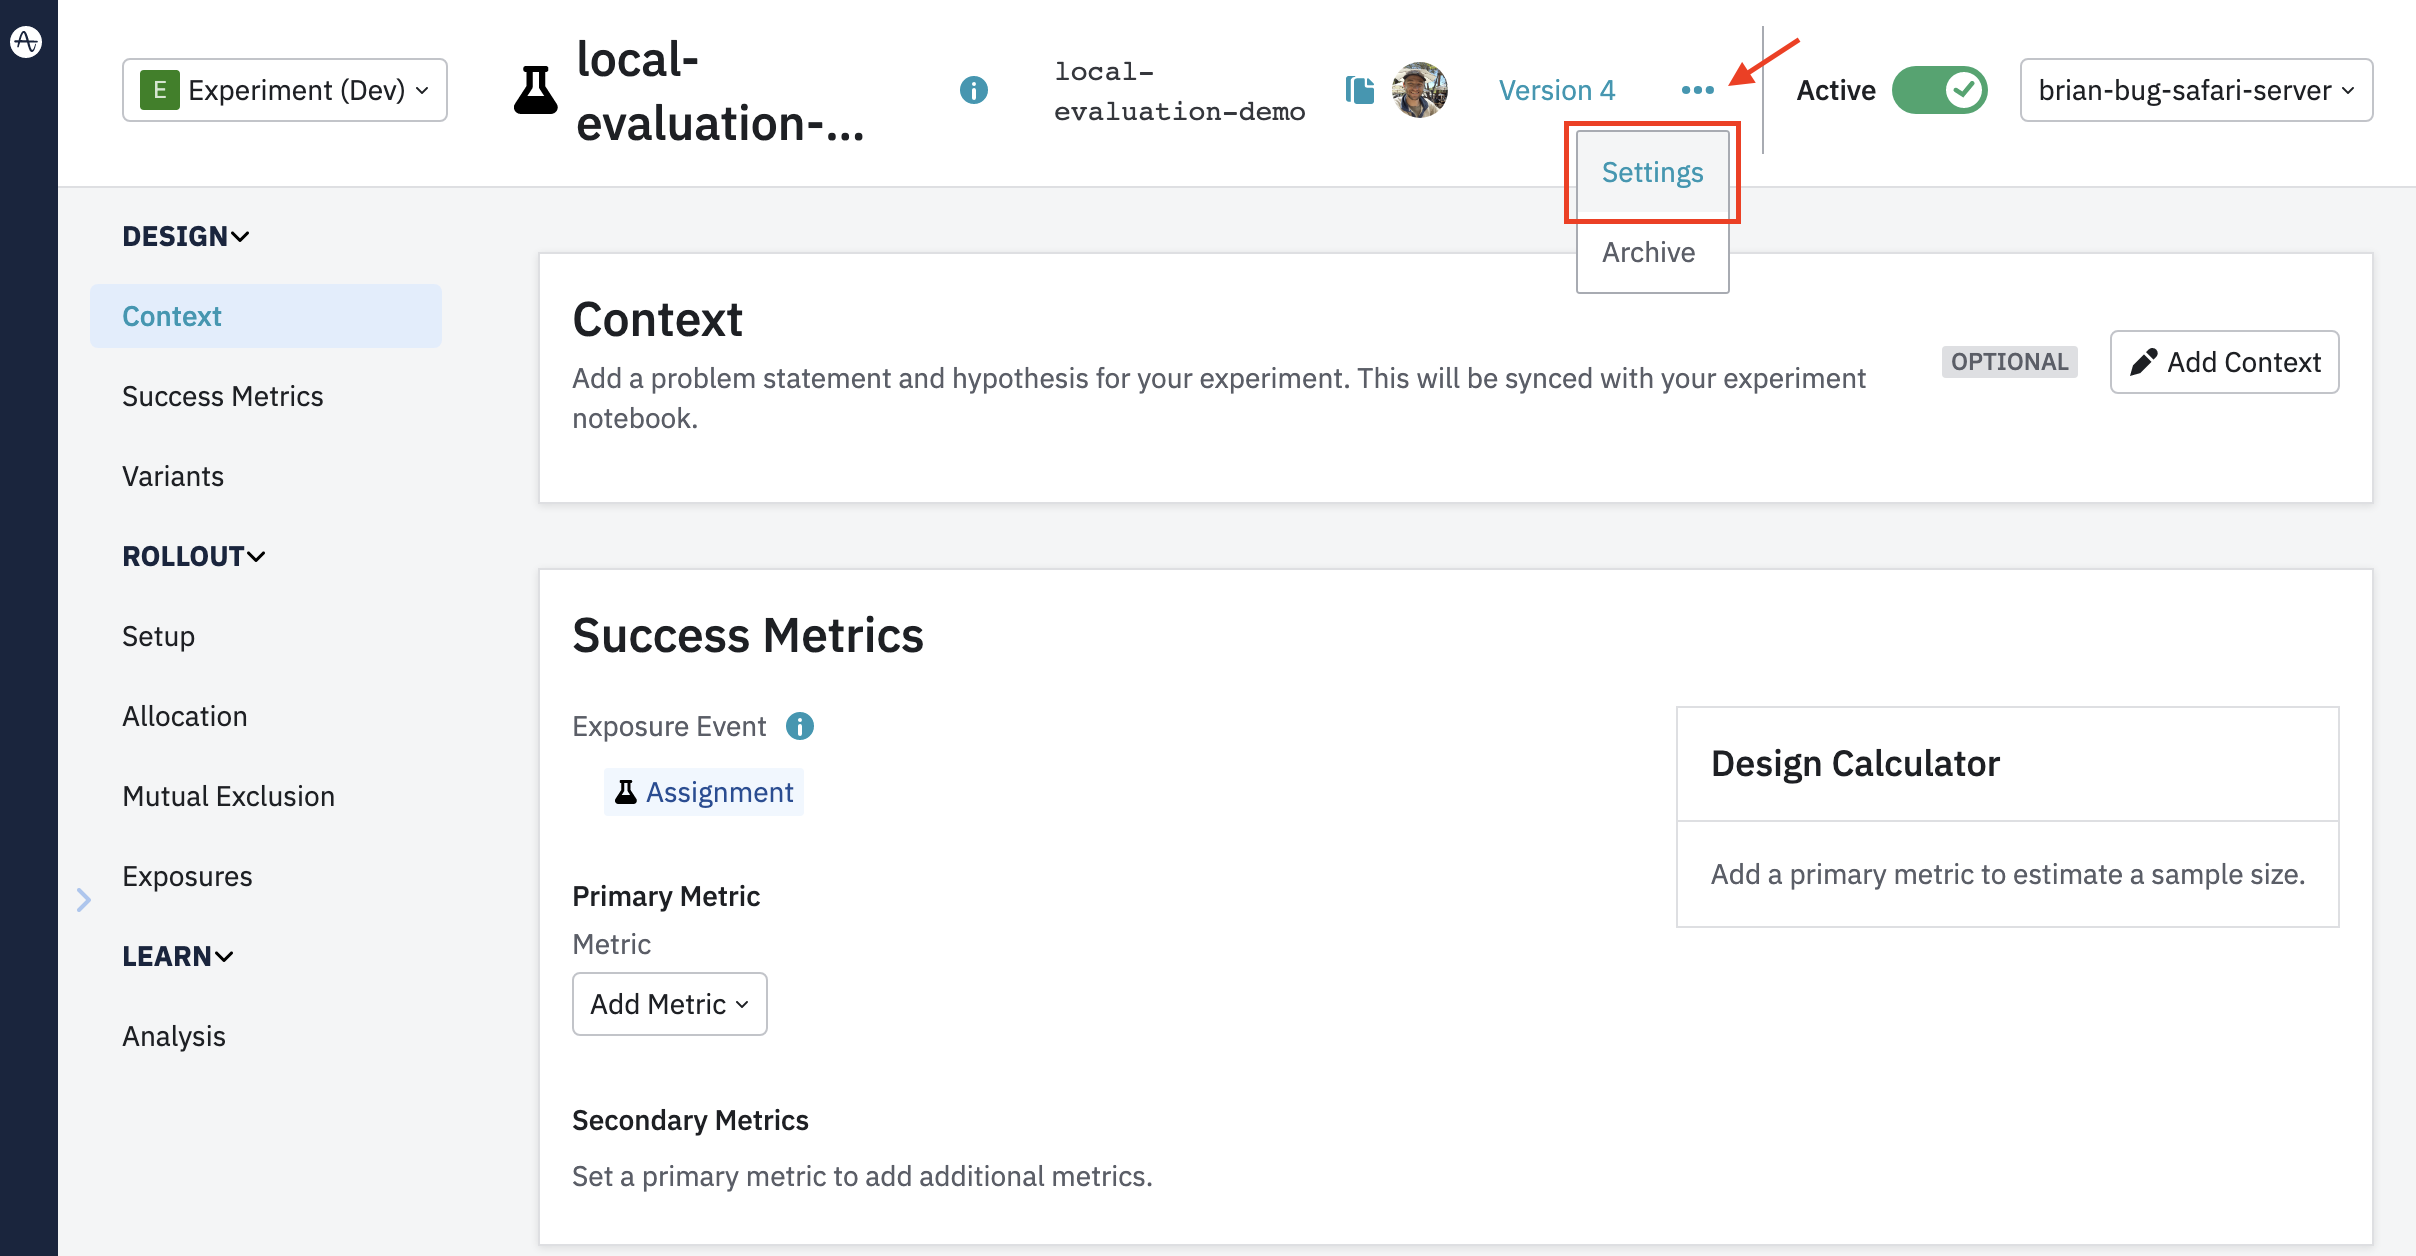 E Experiment (Dev)
local-
evaluation-...
local-
evaluation-demo
Version 4
Active
brian-bug-safari-server
Settings
Archive
DESIGN
Context
Success Metrics
Variants
ROLLOUT
Setup
Allocation
Mutual Exclusion
Exposures
LEARN
Analysis
Context
Add a problem statement and hypothesis for your experiment. This will be synced with your experiment
notebook.
OPTIONAL
Add Context
Success Metrics
Exposure Event
Assignment
Primary Metric
Metric
Add Metric
Secondary Metrics
Set a primary metric to add additional metrics.
Design Calculator
Add a primary metric to estimate a sample size.